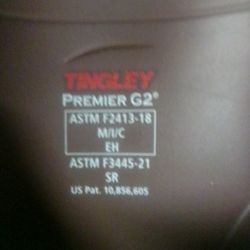 TINGLEY
PREMIER G2®
ASTM F2413-18
M/I/C
EH
ASTM F3445-21
SR
US Pat. 10,856,605